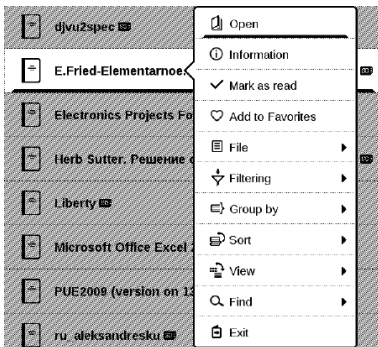 djvu2spec
E.Fried-Elementarnoe
Electronics Projects Fo
Herb Sutter. Решение
Liberty
Microsoft Office Excel
PUE2009 (version on 13
ru_aleksandresku
Open
Information
Mark as read
Add to Favorites
File
Filtering
Group by
Sort
View
Find
Exit